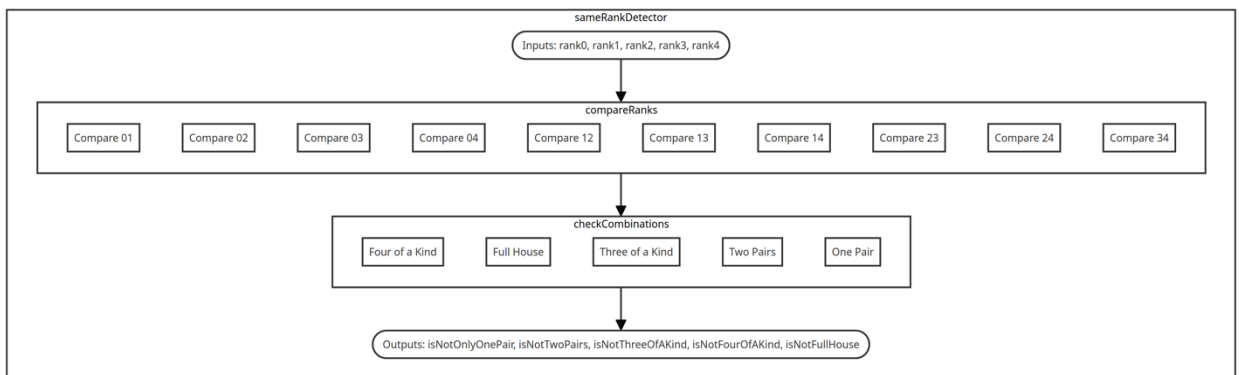 sameRankDetector
Inputs: rank0, rank1, rank2, rank3, rank4
compareRanks
Compare 01
Compare 02
Compare 03
Compare 04
Compare 12
Compare 13
Compare 14
Compare 23
Compare 24
Compare 34
checkCombinations
Four of a Kind
Full House
Three of a Kind
Two Pairs
One Pair
Outputs: isNotOnlyOnePair, isNotTwoPairs, isNotThreeOfAKind, isNotFourOfAKind, isNotFullHouse